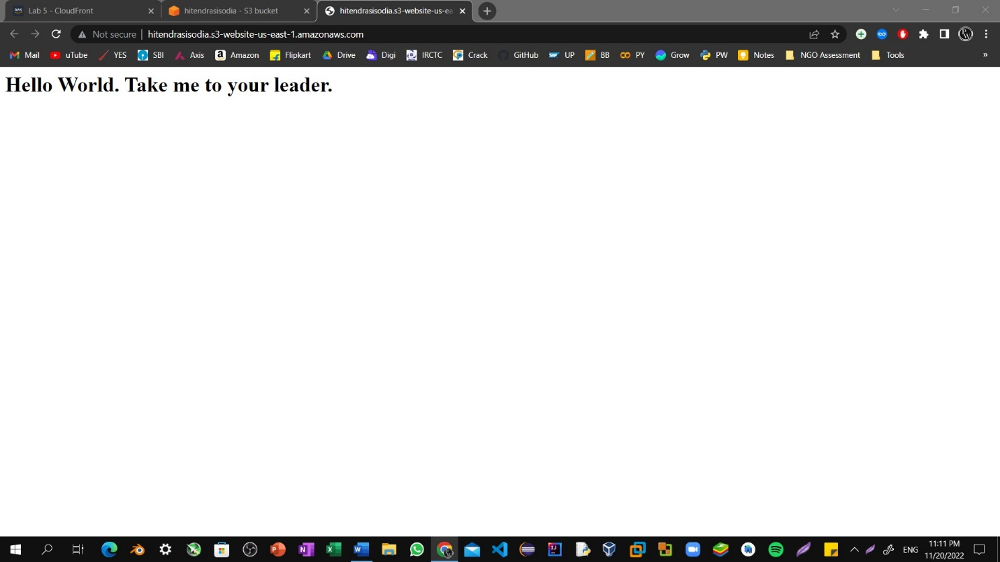 Lab 5 - CloudFront
hitendrasisodia - S3 bucket
hitendrasisodia.s3-website-us-ea
Not secure
hitendrasisodia.s3-website-us-east-1.amazonaws.com
Mail uTube YES SBI Axis Amazon Flipkart Drive Digi IRCTC Crack GitHub UP BB PY Grow PW Notes NGO Assessment Tools »
Hello World. Take me to your leader.
ENG
11:11 PM
11/20/2022